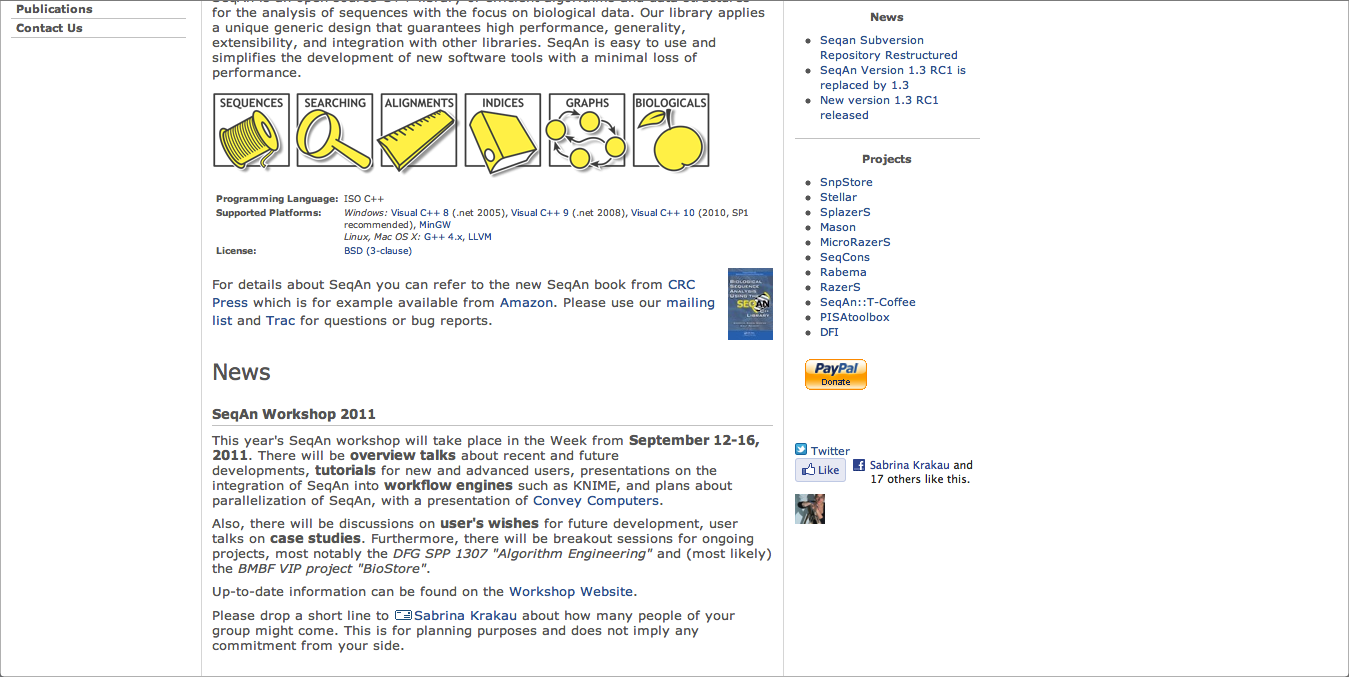 Publications
Contact Us
SeqAn is an open source C++ library of efficient algorithms and data structures
for the analysis of sequences with the focus on biological data. Our library applies
a unique generic design that guarantees high performance, generality,
extensibility, and integration with other libraries. SeqAn is easy to use and
simplifies the development of new software tools with a minimal loss of
performance.
SEQUENCES SEARCHING ALIGNMENTS INDICES GRAPHS BIOLOGICALS
Programming Language: ISO C++
Supported Platforms: Windows: Visual C++ 8 (.net 2005), Visual C++ 9 (.net 2008), Visual C++ 10 (2010, SP1
recommended), MinGW
Linux, Mac OS X: G++ 4.x, LLVM
License: BSD (3-clause)
For details about SeqAn you can refer to the new SeqAn book from CRC
Press which is for example available from Amazon. Please use our mailing
list and Trac for questions or bug reports.
BIOLOGICAL
SEQUENCE
ANALYSIS
USING THE
SEQAN
C++
LIBRARY
News
SeqAn Workshop 2011
This year's SeqAn workshop will take place in the Week from September 12-16,
2011. There will be overview talks about recent and future
developments, tutorials for new and advanced users, presentations on the
integration of SeqAn into workflow engines such as KNIME, and plans about
parallelization of SeqAn, with a presentation of Convey Computers.
Also, there will be discussions on user's wishes for future development, user
talks on case studies. Furthermore, there will be breakout sessions for ongoing
projects, most notably the DFG SPP 1307 "Algorithm Engineering" and (most likely)
the BMBF VIP project "BioStore".
Up-to-date information can be found on the Workshop Website.
Please drop a short line to Sabrina Krakau about how many people of your
group might come. This is for planning purposes and does not imply any
commitment from your side.
News
Seqan Subversion
Repository Restructured
SeqAn Version 1.3 RC1 is
replaced by 1.3
New version 1.3 RC1
released
Projects
SnpStore
Stellar
SplazerS
Mason
MicroRazerS
SeqCons
Rabema
RazerS
SeqAn::T-Coffee
PISAtoolbox
DFI
PayPal
Donate
Twitter
Like
Sabrina Krakau and
17 others like this.